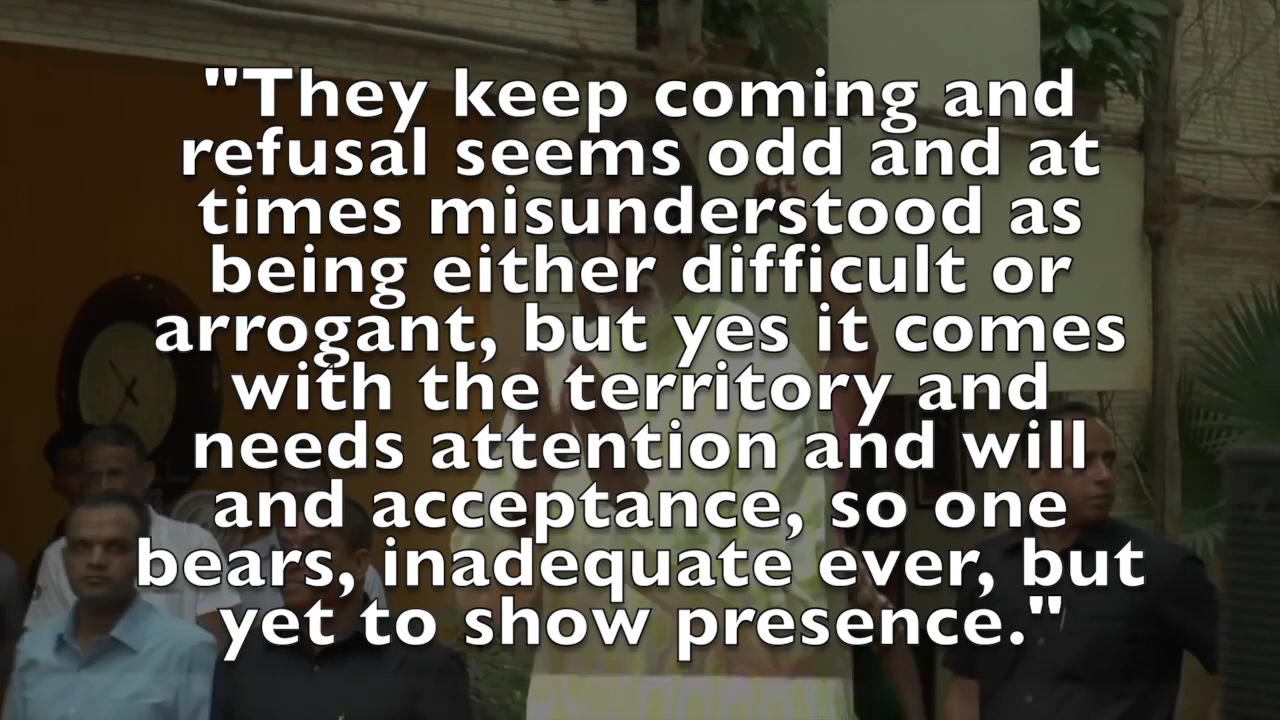 "They keep coming and
refusal seems odd and at
times misunderstood as
being either difficult or
arrogant, but yes it comes
with the territory and
needs attention and will
and acceptance, so one
bears, inadequate ever, but
yet to show presence."